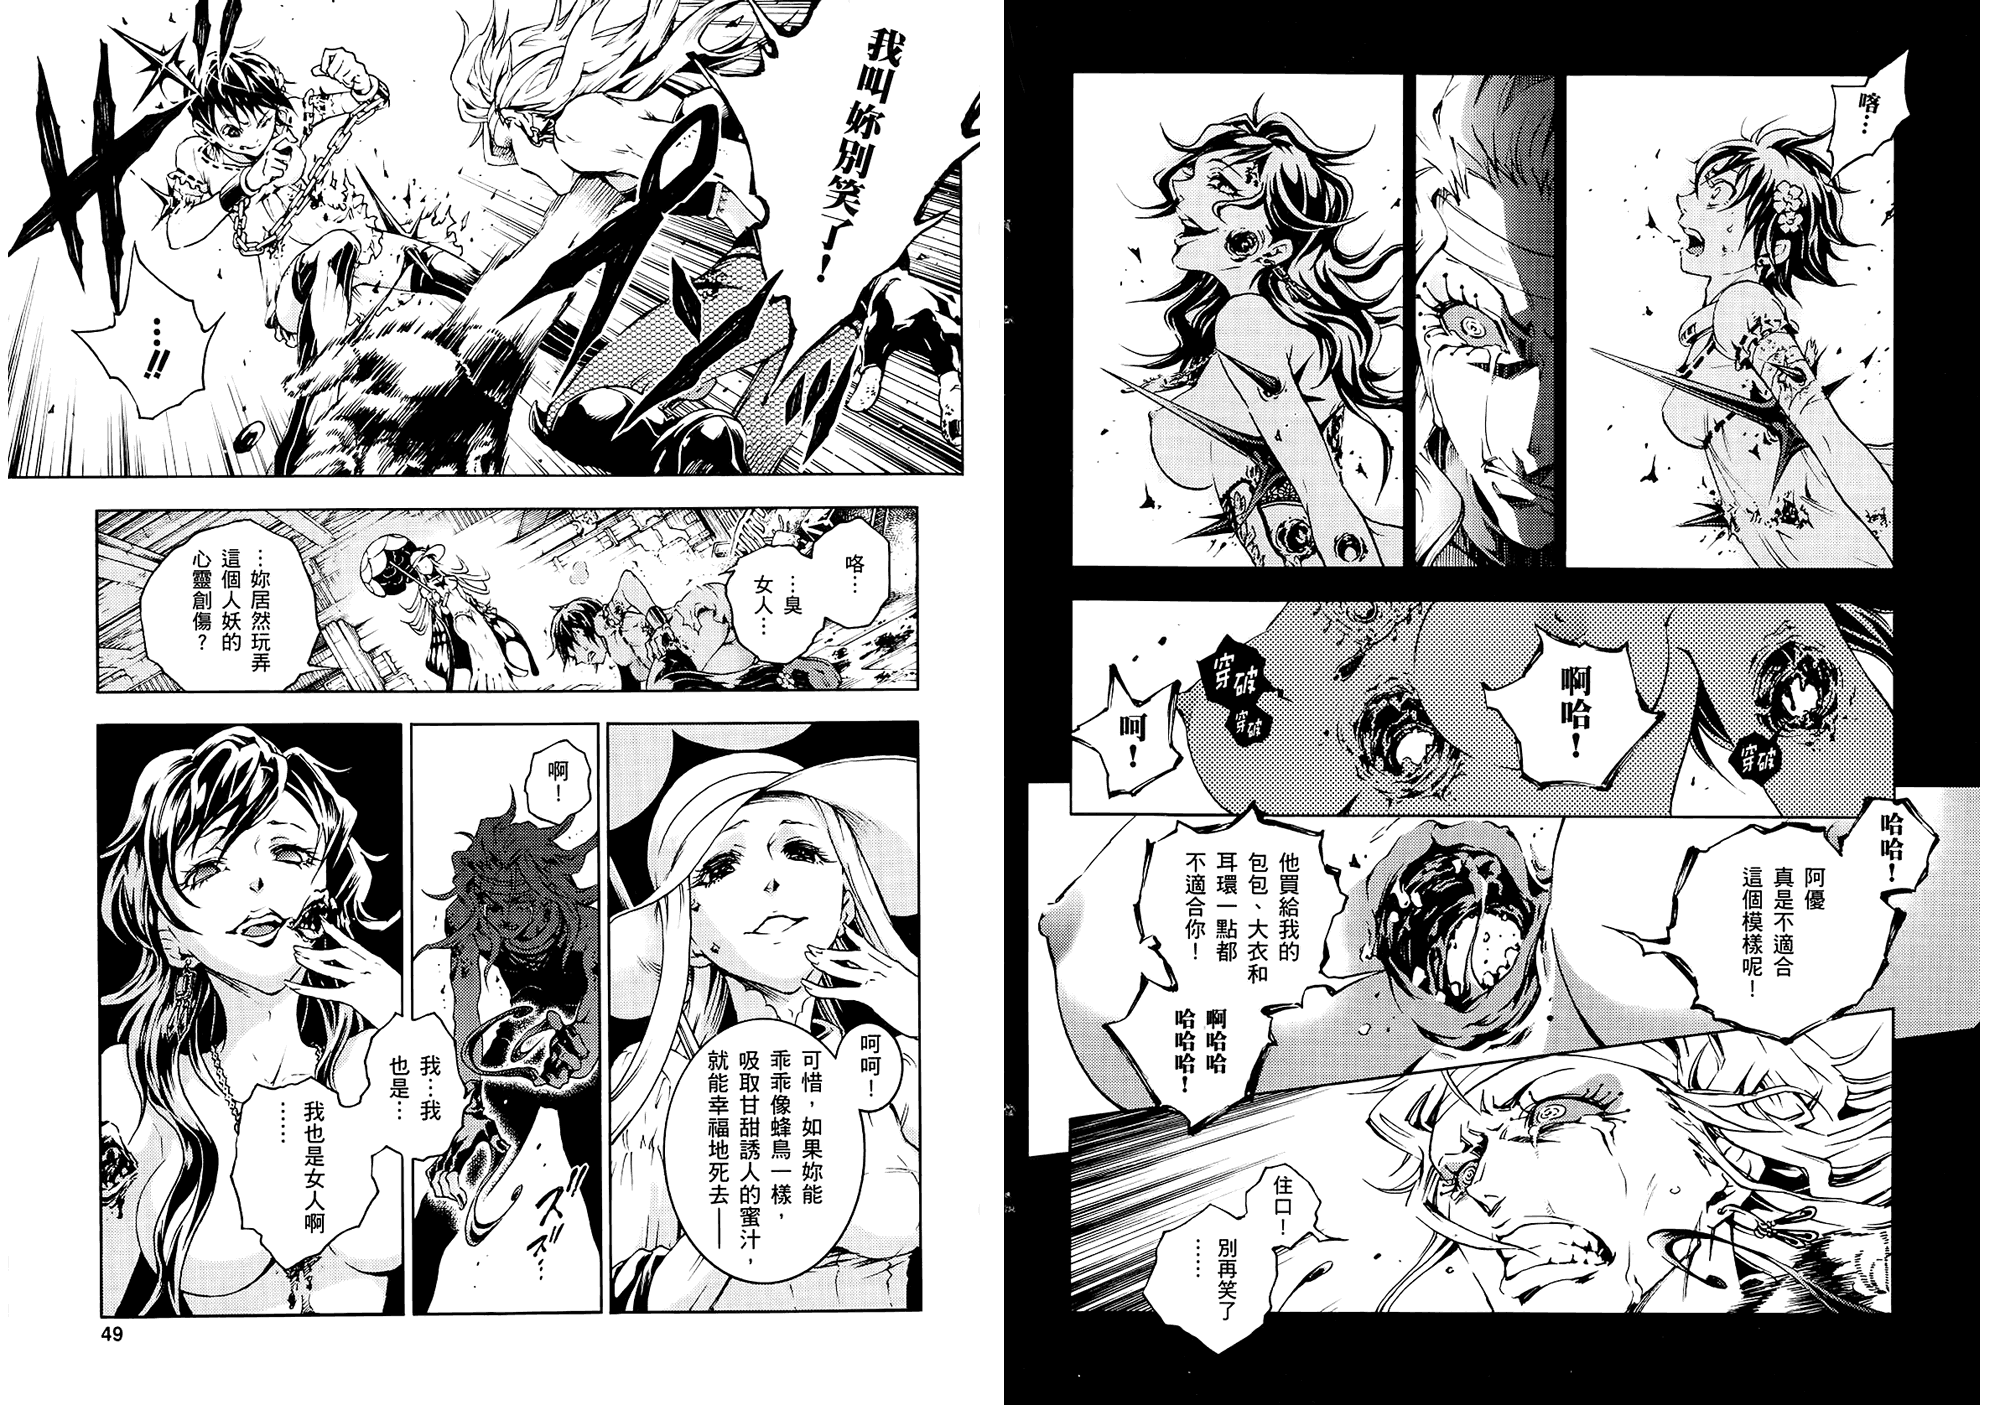 喀…
啊哈！
穿破
穿破
穿破
呵！
哈哈！
阿優
真是不適合
這個模樣呢！
他買給我的
包包、大衣和
耳環一點都
不適合你！
啊哈哈
哈哈哈！
住口！
別再笑了
……
我叫妳別笑了！
…!!
咯…
…臭
女人…
…妳居然玩弄
這個人妖的
心靈創傷？
呵呵！
可惜，如果妳能
乖乖像蜂鳥一樣，
吸取甘甜誘人的蜜汁，
就能幸福地死去——
啊！
ズズ
ズズ
我…我
也是…
我也是女人啊
……
49